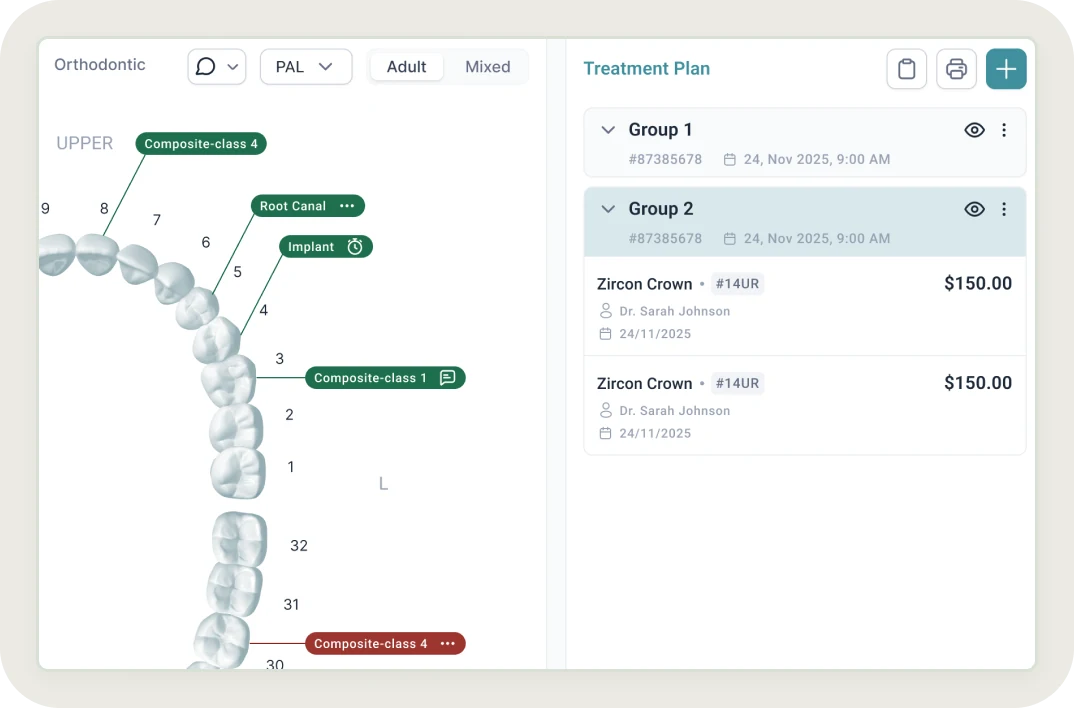 Orthodontic
PAL
Adult
Mixed
UPPER
Composite-class 4
9
8
7
Root Canal
6
Implant
5
4
3
Composite-class 1
2
1
L
32
31
Composite-class 4
30
Treatment Plan
Group 1
#87385678 24, Nov 2025, 9:00 AM
Group 2
#87385678 24, Nov 2025, 9:00 AM
Zircon Crown • #14UR $150.00
Dr. Sarah Johnson
24/11/2025
Zircon Crown • #14UR $150.00
Dr. Sarah Johnson
24/11/2025